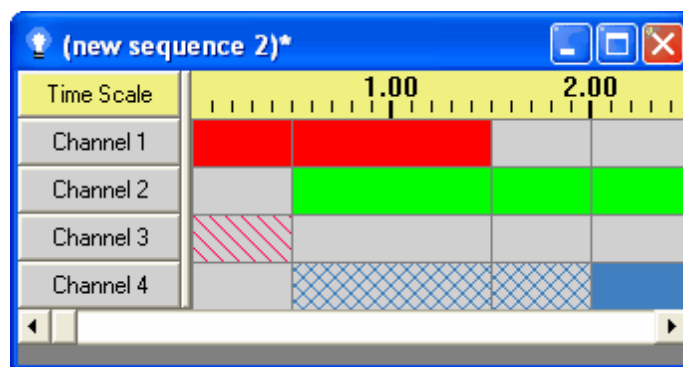 (new sequence 2)*
Time Scale 1.00 2.00
Channel 1
Channel 2
Channel 3
Channel 4